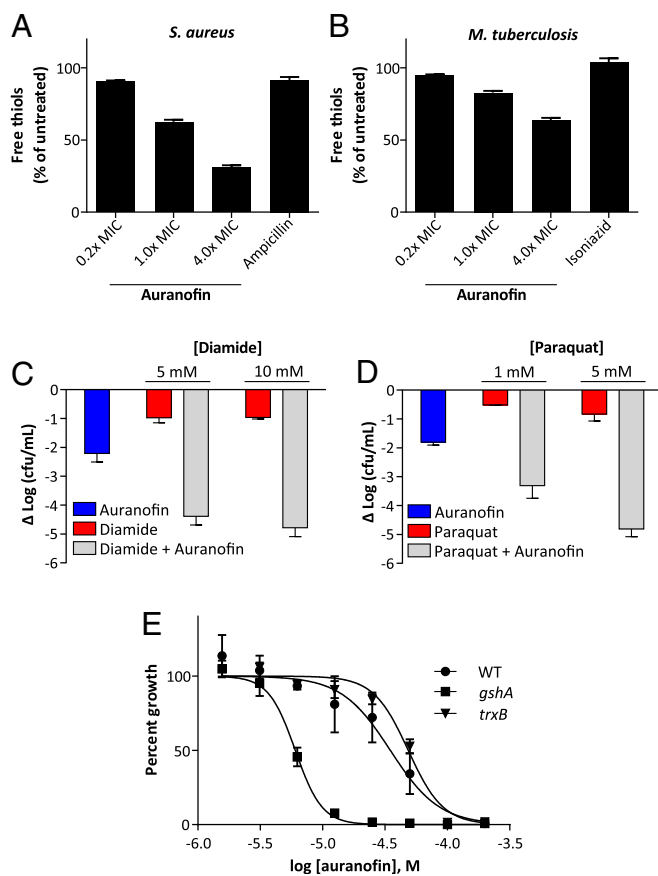 A
S. aureus
Free thiols
(% of untreated)
100
50
0
0.2x MIC
1.0x MIC
4.0x MIC
Ampicillin
Auranofin
B
M. tuberculosis
Free thiols
(% of untreated)
100
50
0
0.2x MIC
1.0x MIC
4.0x MIC
Isoniazid
Auranofin
C
[Diamide]
5 mM
10 mM
Δ Log (cfu/mL)
0
-1
-2
-3
-4
-5
-6
Auranofin
Diamide
Diamide + Auranofin
D
[Paraquat]
1 mM
5 mM
Δ Log (cfu/mL)
0
-1
-2
-3
-4
-5
-6
Auranofin
Paraquat
Paraquat + Auranofin
E
Percent growth
100
50
0
-6.0
-5.5
-5.0
-4.5
-4.0
-3.5
log [auranofin], M
WT
gshA
trxB